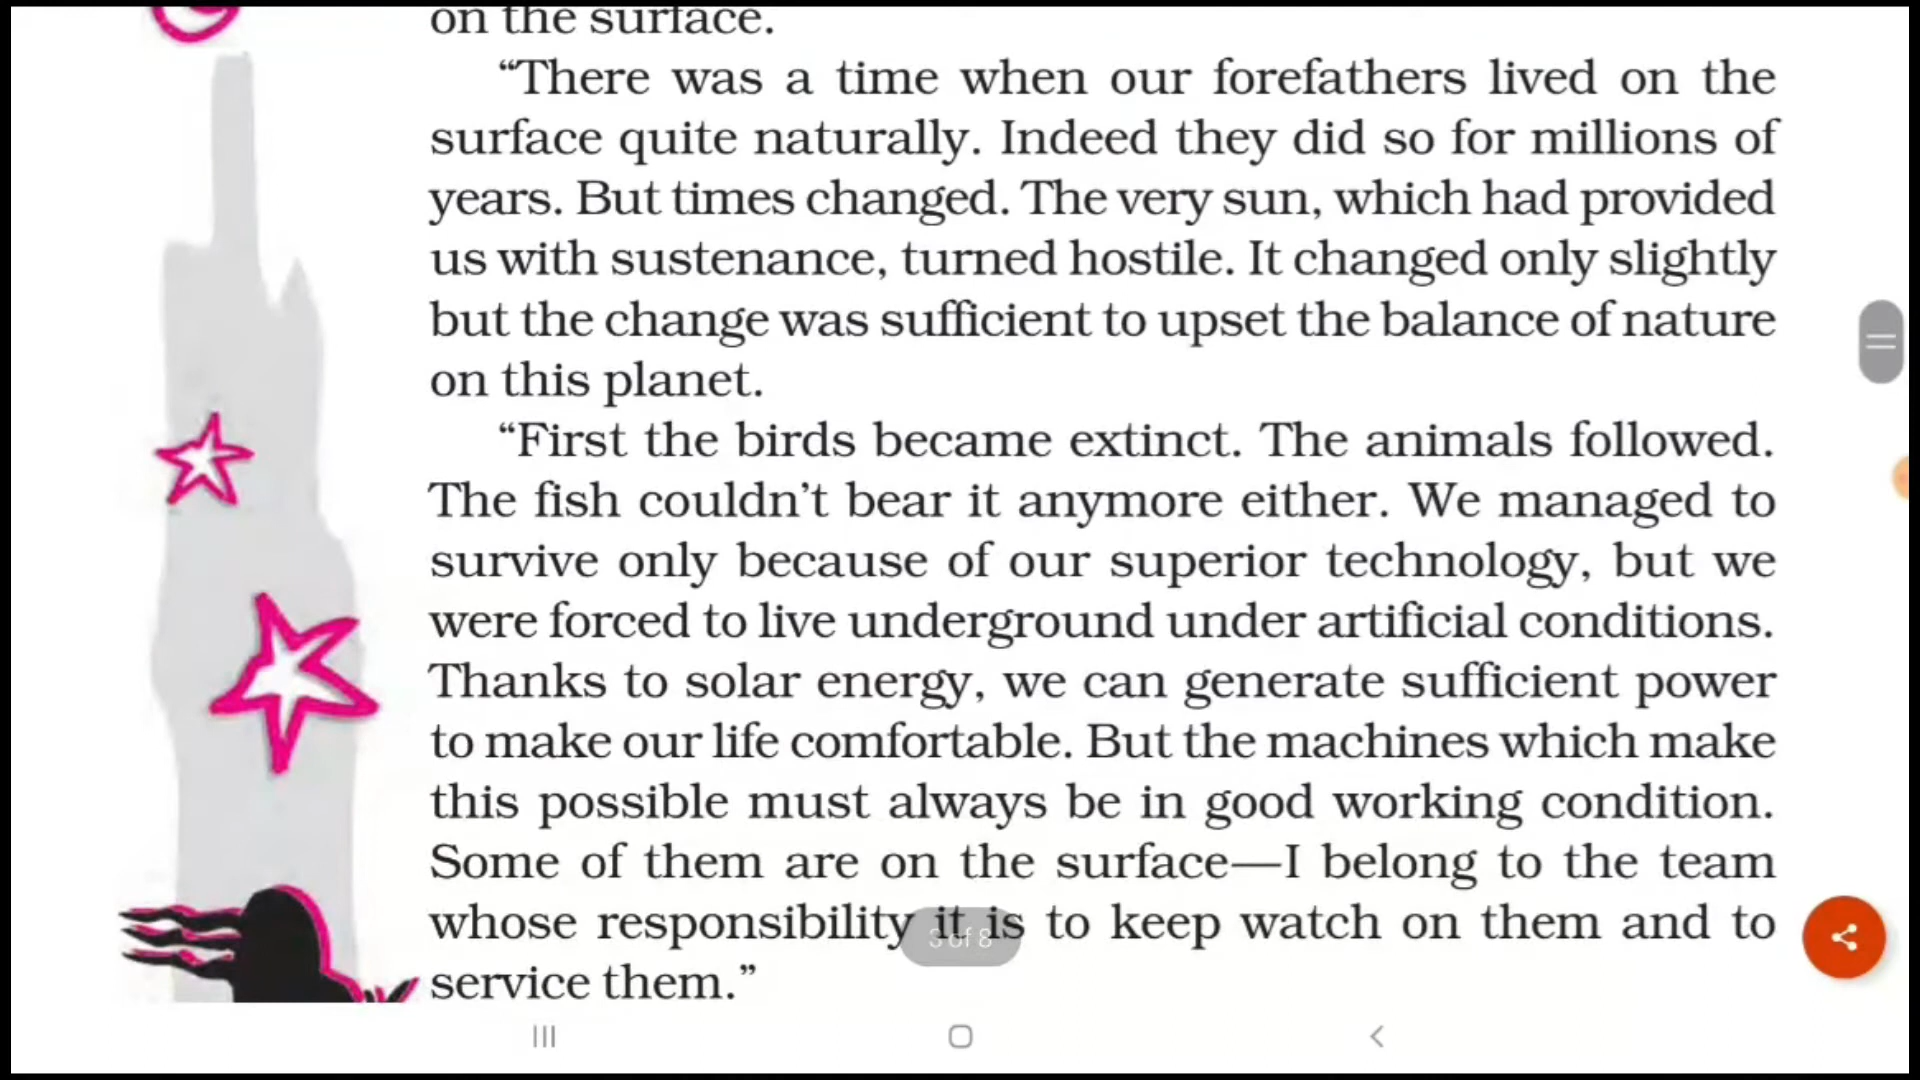 on the surface.
“There was a time when our forefathers lived on the
surface quite naturally. Indeed they did so for millions of
years. But times changed. The very sun, which had provided
us with sustenance, turned hostile. It changed only slightly
but the change was sufficient to upset the balance of nature
on this planet.
“First the birds became extinct. The animals followed.
The fish couldn’t bear it anymore either. We managed to
survive only because of our superior technology, but we
were forced to live underground under artificial conditions.
Thanks to solar energy, we can generate sufficient power
to make our life comfortable. But the machines which make
this possible must always be in good working condition.
Some of them are on the surface—I belong to the team
whose responsibility it is to keep watch on them and to
3 of 8
service them.”